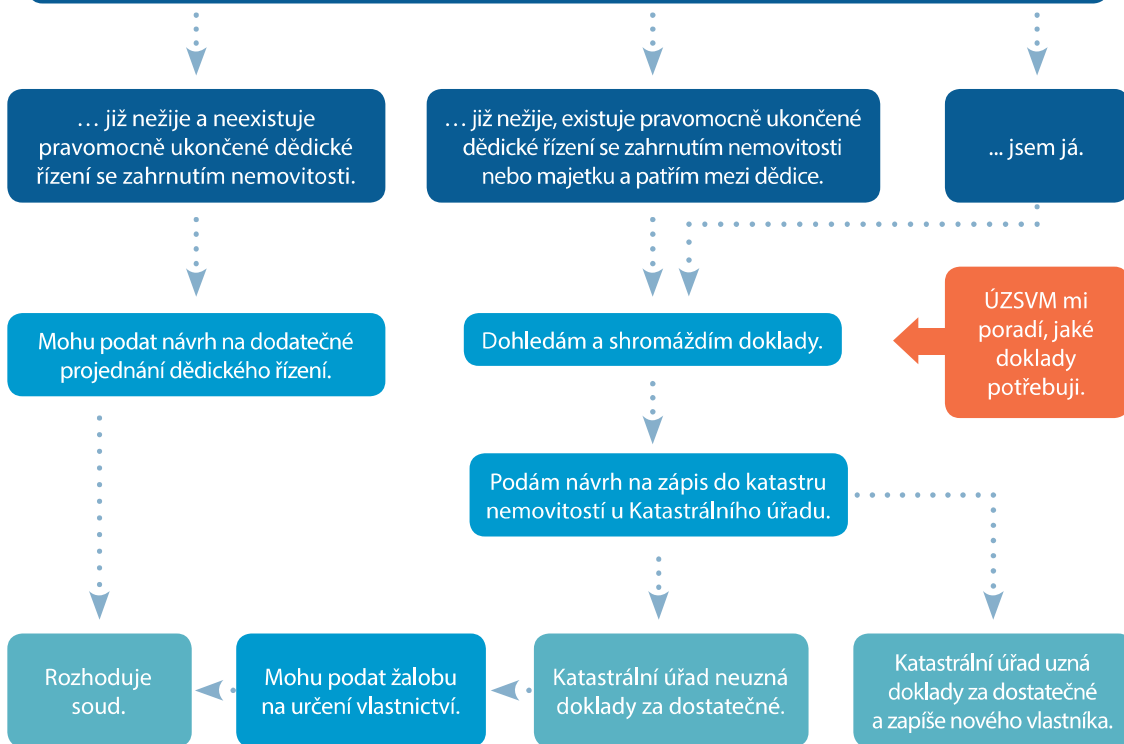 … již nežije a neexistuje
pravomocně ukončené dědické
řízení se zahrnutím nemovitosti.
… již nežije, existuje pravomocně ukončené
dědické řízení se zahrnutím nemovitosti
nebo majetku a patřím mezi dědice.
... jsem já.
Mohu podat návrh na dodatečné
projednání dědického řízení.
Dohledám a shromáždím doklady.
ÚZSVM mi
poradí, jaké
doklady
potřebuji.
Podám návrh na zápis do katastru
nemovitostí u Katastrálního úřadu.
Rozhoduje
soud.
Mohu podat žalobu
na určení vlastnictví.
Katastrální úřad neuzná
doklady za dostatečné.
Katastrální úřad uzná
doklady za dostatečné
a zapíše nového vlastníka.